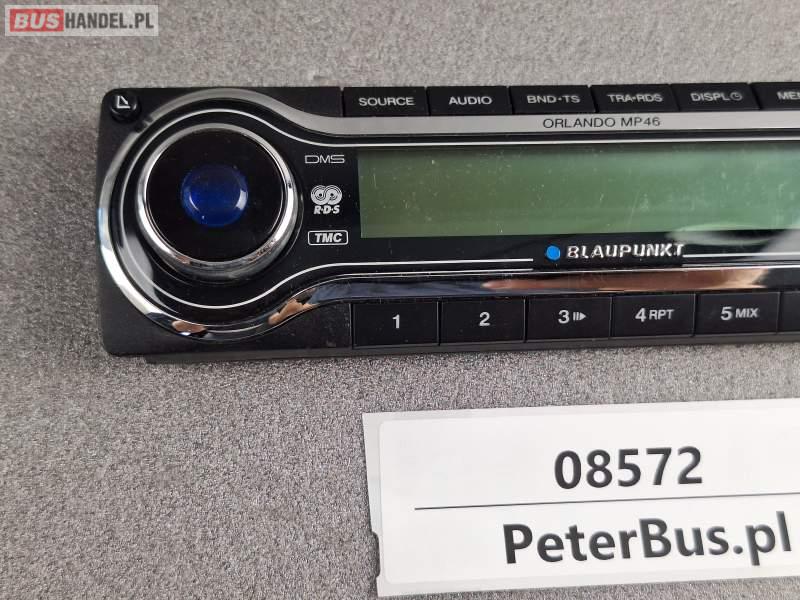 BUSHANDEL.PL
SOURCE AUDIO BND•TS TRA•RDS DISPL
ORLANDO MP46
DMS
R•D•S
TMC
BLAUPUNKT
1 2 3 4 RPT 5 MIX
08572
PeterBus.pl